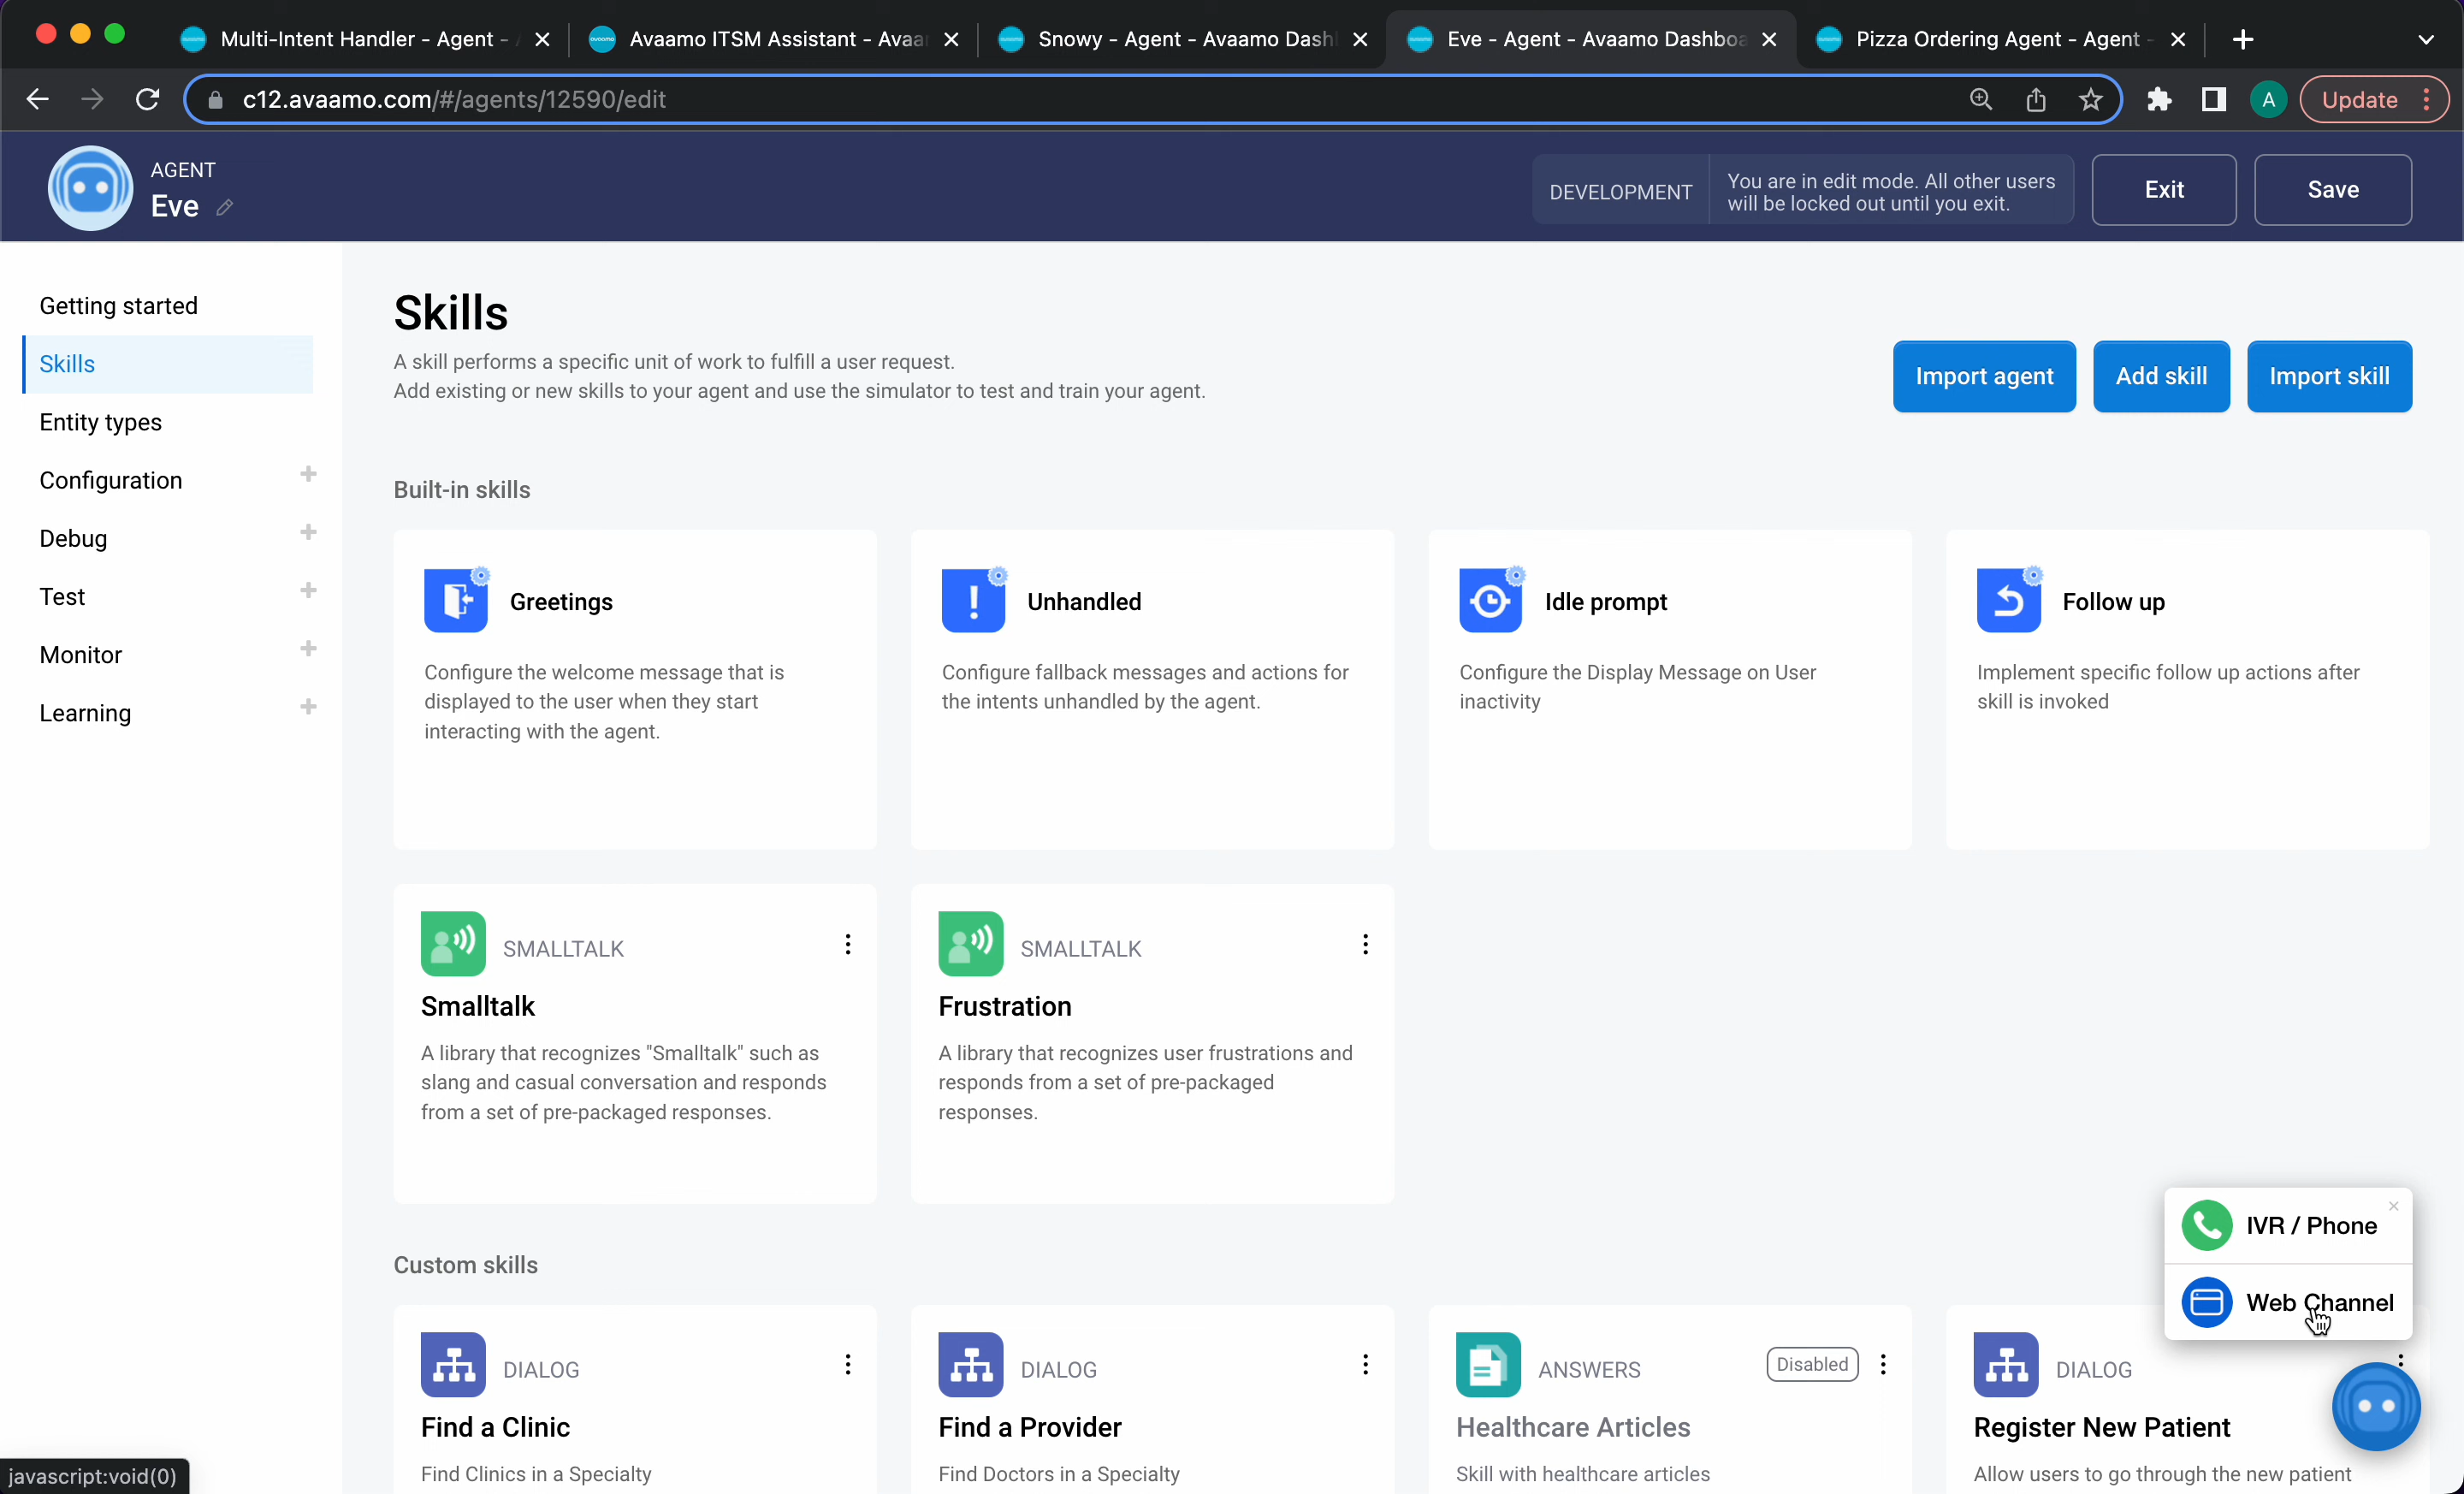 Multi-Intent Handler - Agent -
Avaamo ITSM Assistant - Avaa
Snowy - Agent - Avaamo Dash
Eve - Agent - Avaamo Dashboa
Pizza Ordering Agent - Agent -
c12.avaamo.com/#/agents/12590/edit
A
Update
AGENT
Eve
DEVELOPMENT
You are in edit mode. All other users
will be locked out until you exit.
Exit
Save
Getting started
Skills
Entity types
Configuration
Debug
Test
Monitor
Learning
Skills
A skill performs a specific unit of work to fulfill a user request.
Add existing or new skills to your agent and use the simulator to test and train your agent.
Import agent
Add skill
Import skill
Built-in skills
Greetings
Configure the welcome message that is
displayed to the user when they start
interacting with the agent.
Unhandled
Configure fallback messages and actions for
the intents unhandled by the agent.
Idle prompt
Configure the Display Message on User
inactivity
Follow up
Implement specific follow up actions after
skill is invoked
SMALLTALK
Smalltalk
A library that recognizes "Smalltalk" such as
slang and casual conversation and responds
from a set of pre-packaged responses.
SMALLTALK
Frustration
A library that recognizes user frustrations and
responds from a set of pre-packaged
responses.
IVR / Phone
Web Channel
Custom skills
DIALOG
Find a Clinic
Find Clinics in a Specialty
DIALOG
Find a Provider
Find Doctors in a Specialty
ANSWERS
Disabled
Healthcare Articles
Skill with healthcare articles
DIALOG
Register New Patient
Allow users to go through the new patient
javascript:void(0)